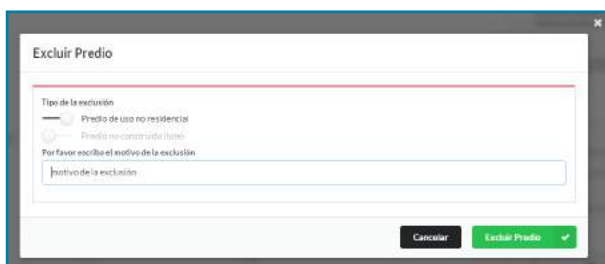 Excluir Predio
Tipo de la exclusión
Predio de uso no residencial
Predio no construido (lote)
Por favor escriba el motivo de la exclusión
motivo de la exclusión
Cancelar
Excluir Predio